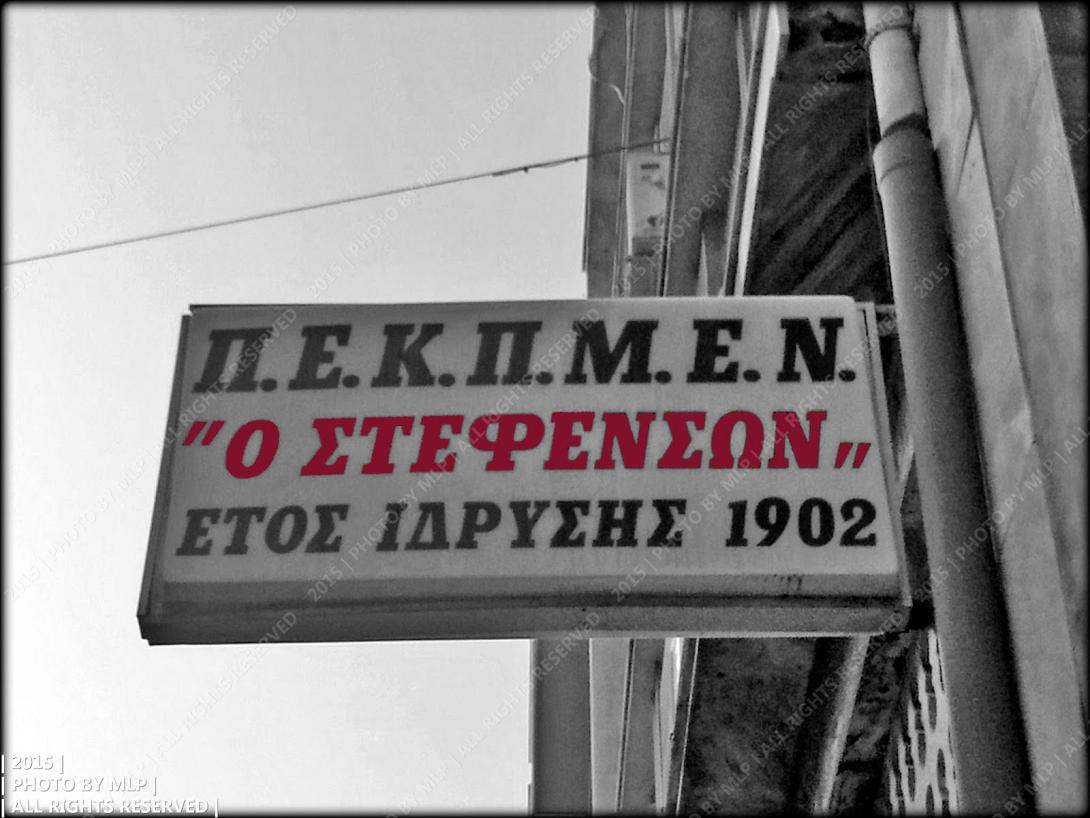 Π.Ε.Κ.Π.Μ.Ε.Ν.
"Ο ΣΤΕΦΕΝΣΩΝ„
ΕΤΟΣ ΙΔΡΥΣΗΣ 1902
| 2015 |
PHOTO BY MLP |
| ALL RIGHTS RESERVED |